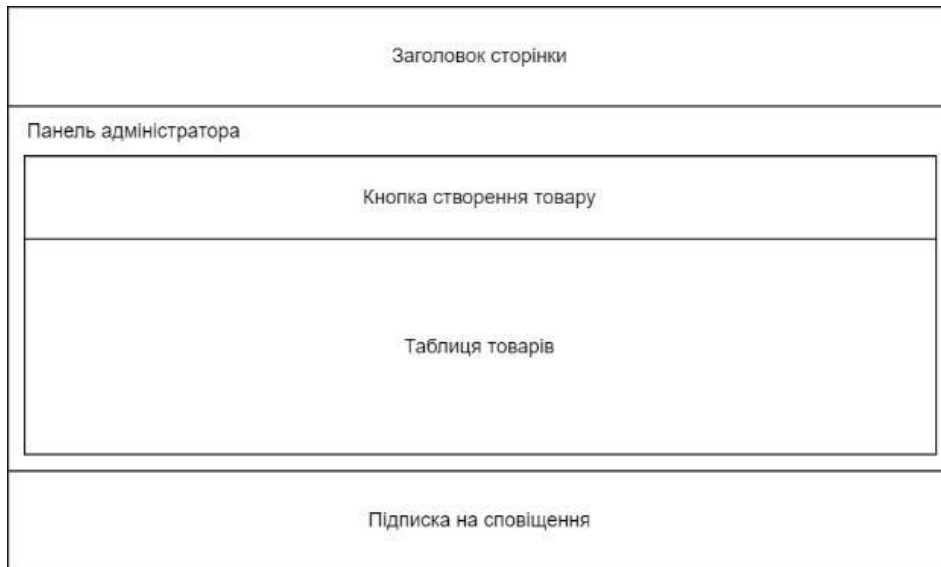 Заголовок сторінки
Панель адміністратора
Кнопка створення товару
Таблиця товарів
Підписка на сповіщення